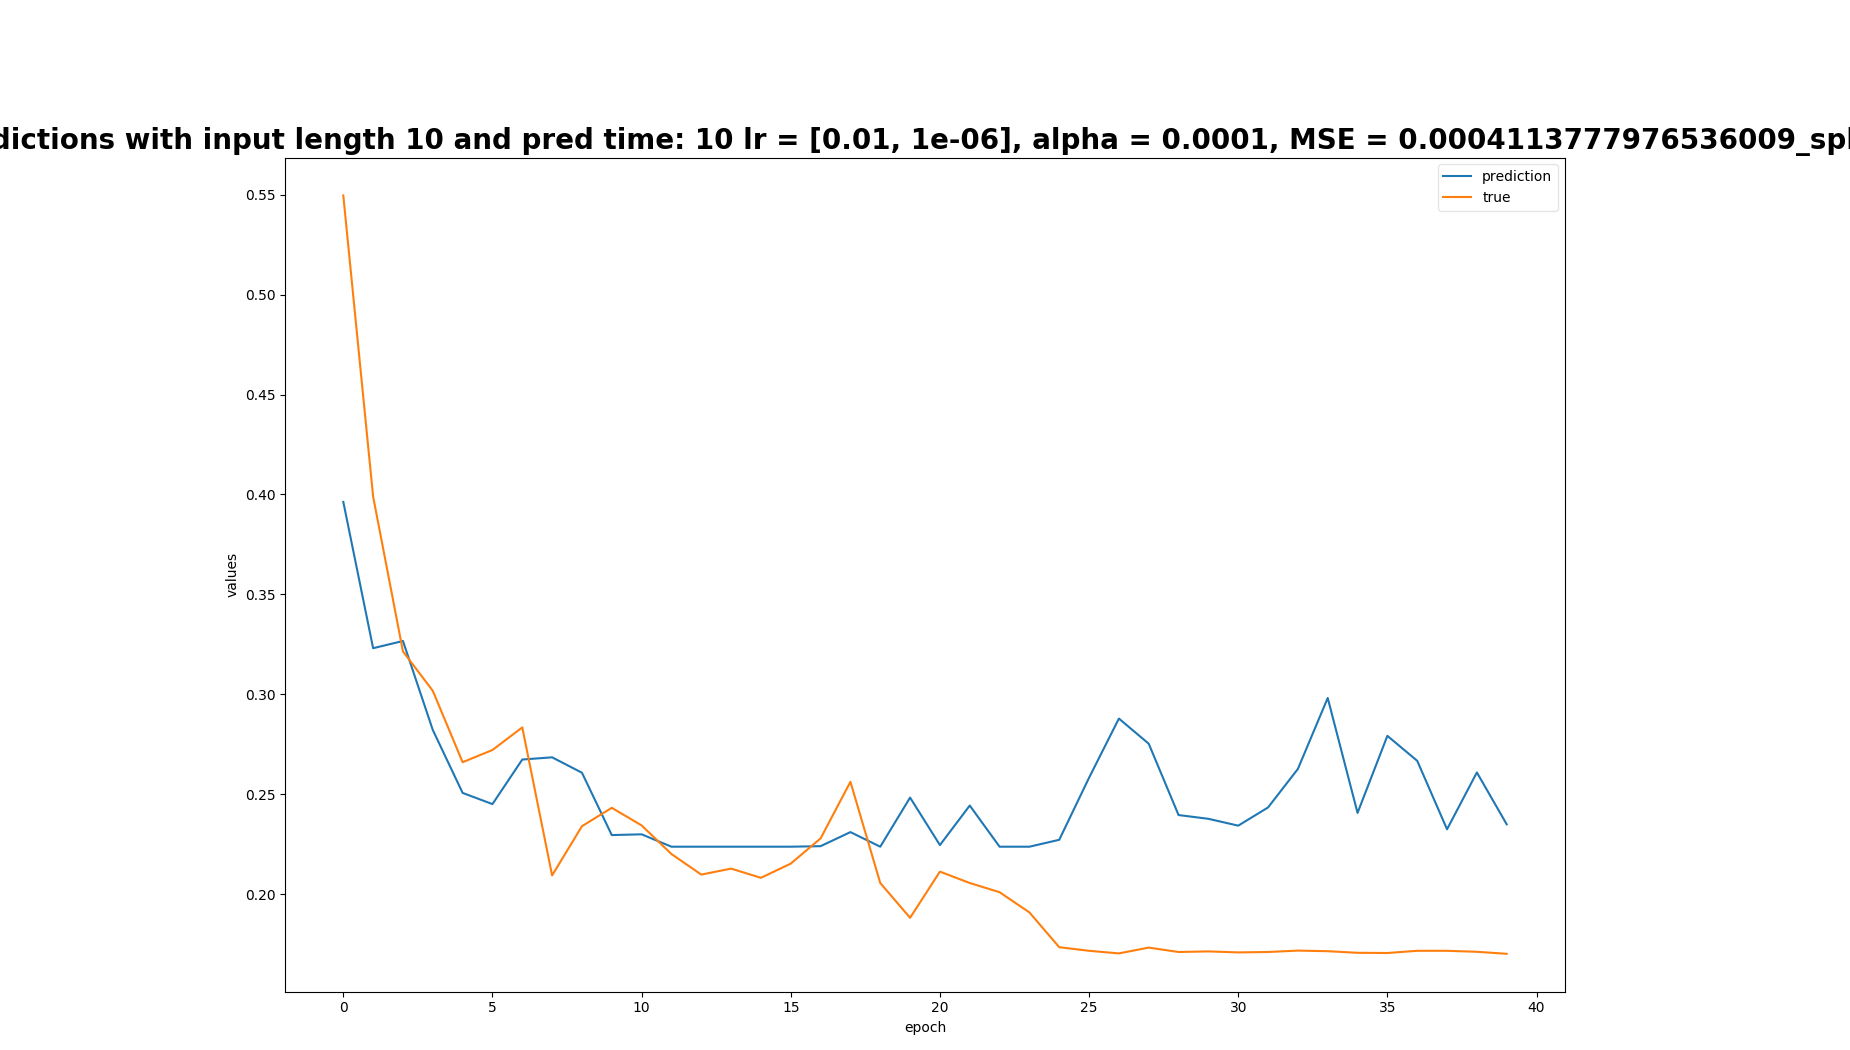 dictions with input length 10 and pred time: 10 lr = [0.01, 1e-06], alpha = 0.0001, MSE = 0.0004113777976536009_spl
prediction
true
0.55
0.50
0.45
0.40
0.35
0.30
0.25
0.20
values
0 5 10 15 20 25 30 35 40
epoch